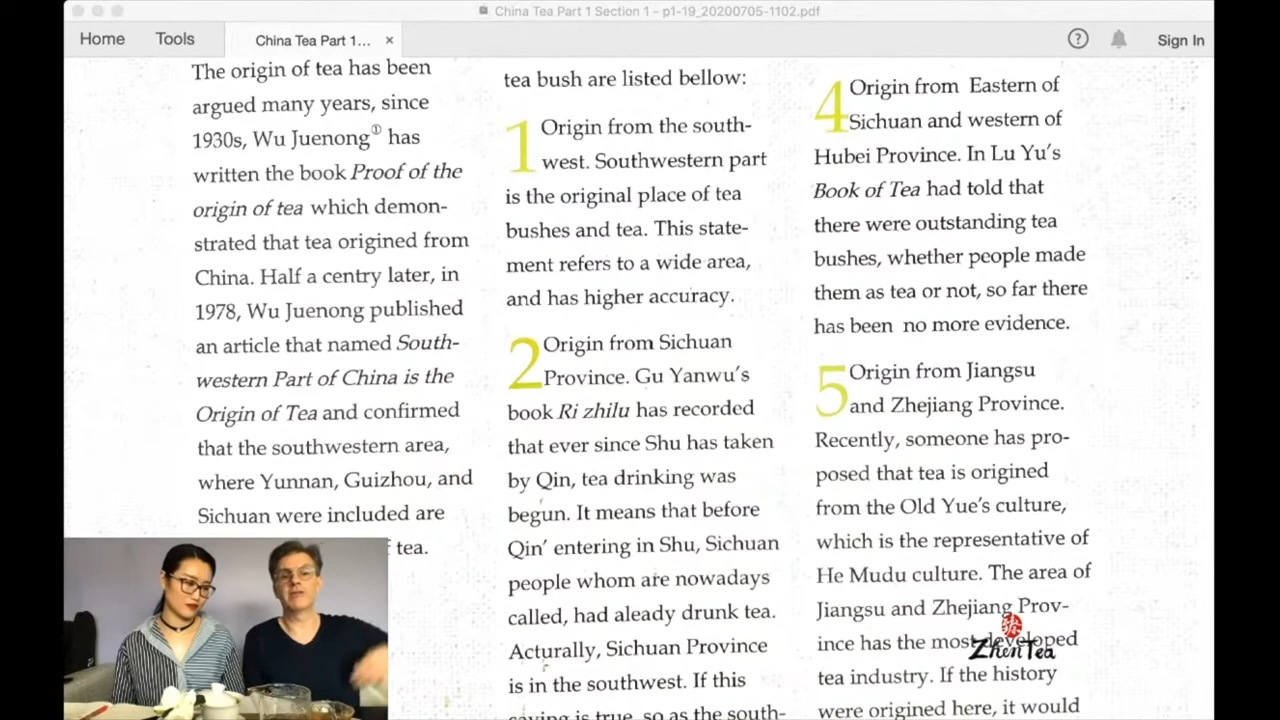 China Tea Part 1 Section 1 - p1-19_20200705-1102.pdf
Home
Tools
China Tea Part 1...
×
?
Sign In
The origin of tea has been
argued many years, since
1930s, Wu Juenong① has
written the book Proof of the
origin of tea which demon-
strated that tea origined from
China. Half a centry later, in
1978, Wu Juenong published
an article that named South-
western Part of China is the
Origin of Tea and confirmed
that the southwestern area,
where Yunnan, Guizhou, and
Sichuan were included are
tea.
tea bush are listed bellow:
1 Origin from the south-
west. Southwestern part
is the original place of tea
bushes and tea. This state-
ment refers to a wide area,
and has higher accuracy.
2 Origin from Sichuan
Province. Gu Yanwu's
book Ri zhilu has recorded
that ever since Shu has taken
by Qin, tea drinking was
begun. It means that before
Qin' entering in Shu, Sichuan
people whom are nowadays
called, had aleady drunk tea.
Acturally, Sichuan Province
is in the southwest. If this
saying is true, so as the south-
4 Origin from Eastern of
Sichuan and western of
Hubei Province. In Lu Yu's
Book of Tea had told that
there were outstanding tea
bushes, whether people made
them as tea or not, so far there
has been no more evidence.
5 Origin from Jiangsu
and Zhejiang Province.
Recently, someone has pro-
posed that tea is origined
from the Old Yue's culture,
which is the representative of
He Mudu culture. The area of
Jiangsu and Zhejiang Prov-
ince has the most developed
tea industry. If the history
were origined here, it would
ZhenTea